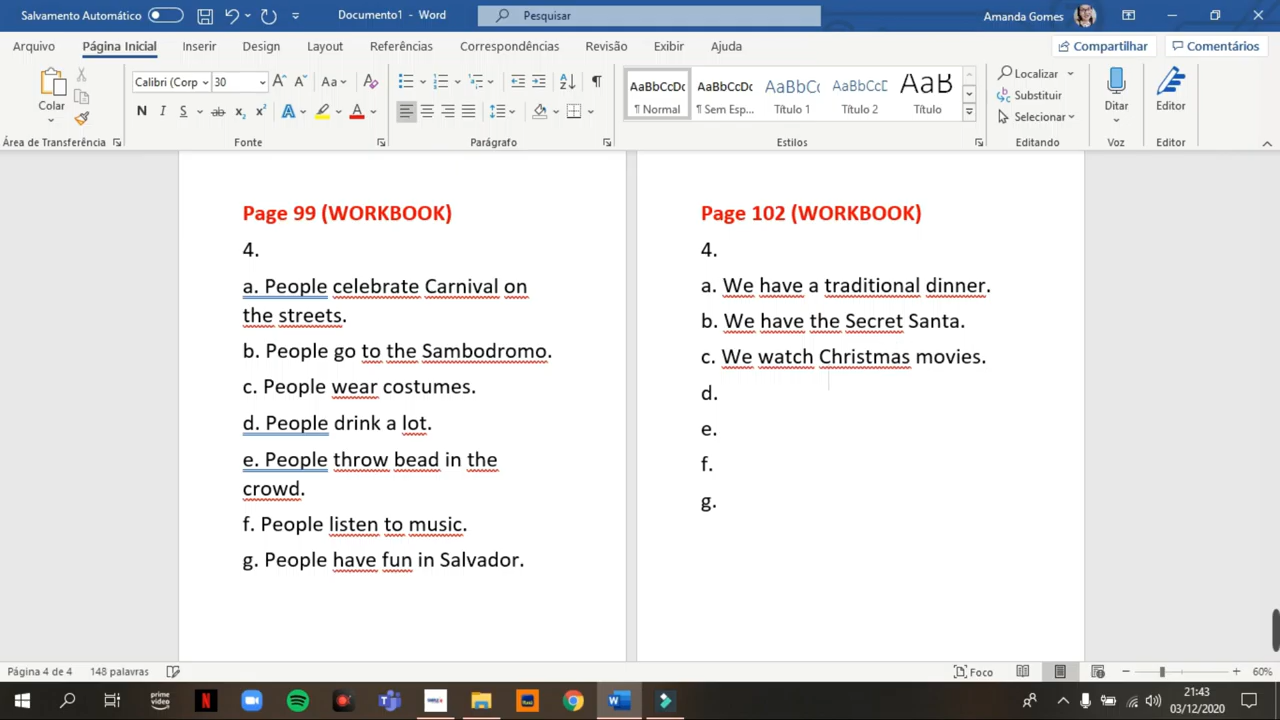 Salvamento Automático
Documento1 - Word
Pesquisar
Amanda Gomes
Arquivo Página Inicial Inserir Design Layout Referências Correspondências Revisão Exibir Ajuda
Compartilhar Comentários
Colar
Calibri (Corp 30
Aa
N I S ab x₂ x²
AaBbCcDc AaBbCcDc AaBbCc AaBbCcC AaB
¶ Normal ¶ Sem Esp... Título 1 Título 2 Título
Localizar
Substituir
Selecionar
Ditar
Editor
Área de Transferência Fonte Parágrafo Estilos Editando Voz Editor
Page 99 (WORKBOOK)
4.
a. People celebrate Carnival on
the streets.
b. People go to the Sambodromo.
c. People wear costumes.
d. People drink a lot.
e. People throw bead in the
crowd.
f. People listen to music.
g. People have fun in Salvador.
Page 102 (WORKBOOK)
4.
a. We have a traditional dinner.
b. We have the Secret Santa.
c. We watch Christmas movies.
d.
e.
f.
g.
Página 4 de 4 148 palavras
Foco
60%
prime video
21:43
03/12/2020